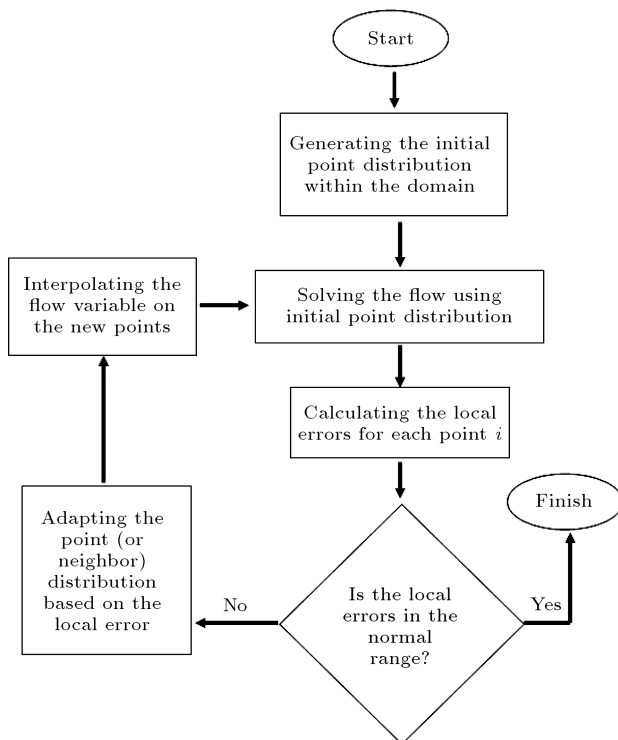 Start
Generating the initial
point distribution
within the domain
Interpolating the
flow variable on
the new points
Solving the flow using
initial point distribution
Calculating the local
errors for each point i
Finish
Adapting the
point (or
neighbor)
distribution
based on the
local error
No
Is the local
errors in the
normal
range?
Yes